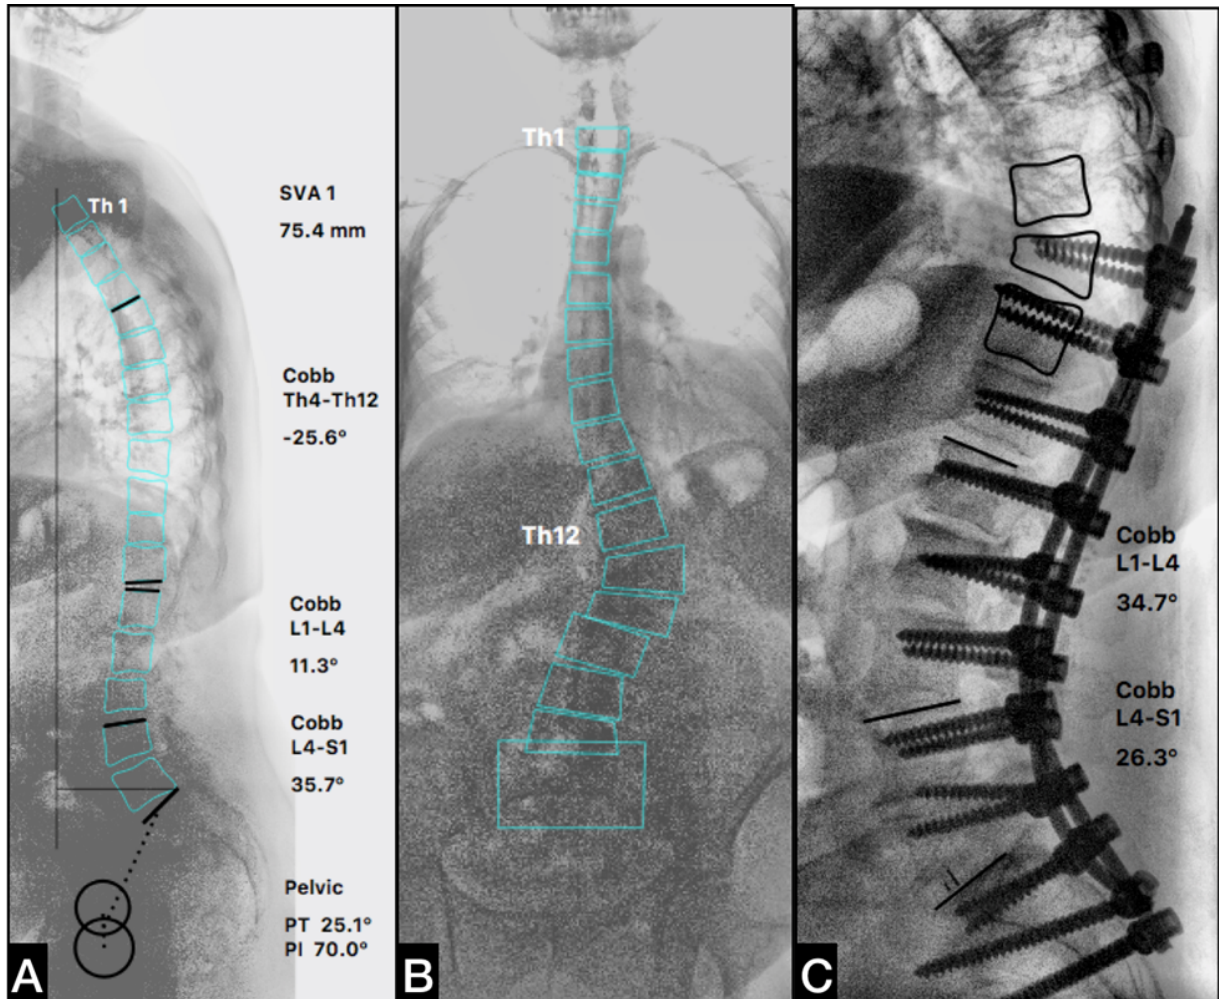 Th 1
SVA 1
75.4 mm
Cobb
Th4-Th12
-25.6°
Cobb
L1-L4
11.3°
Cobb
L4-S1
35.7°
Pelvic
PT 25.1°
PI 70.0°
A
Th1
Th12
B
Cobb
L1-L4
34.7°
Cobb
L4-S1
26.3°
C